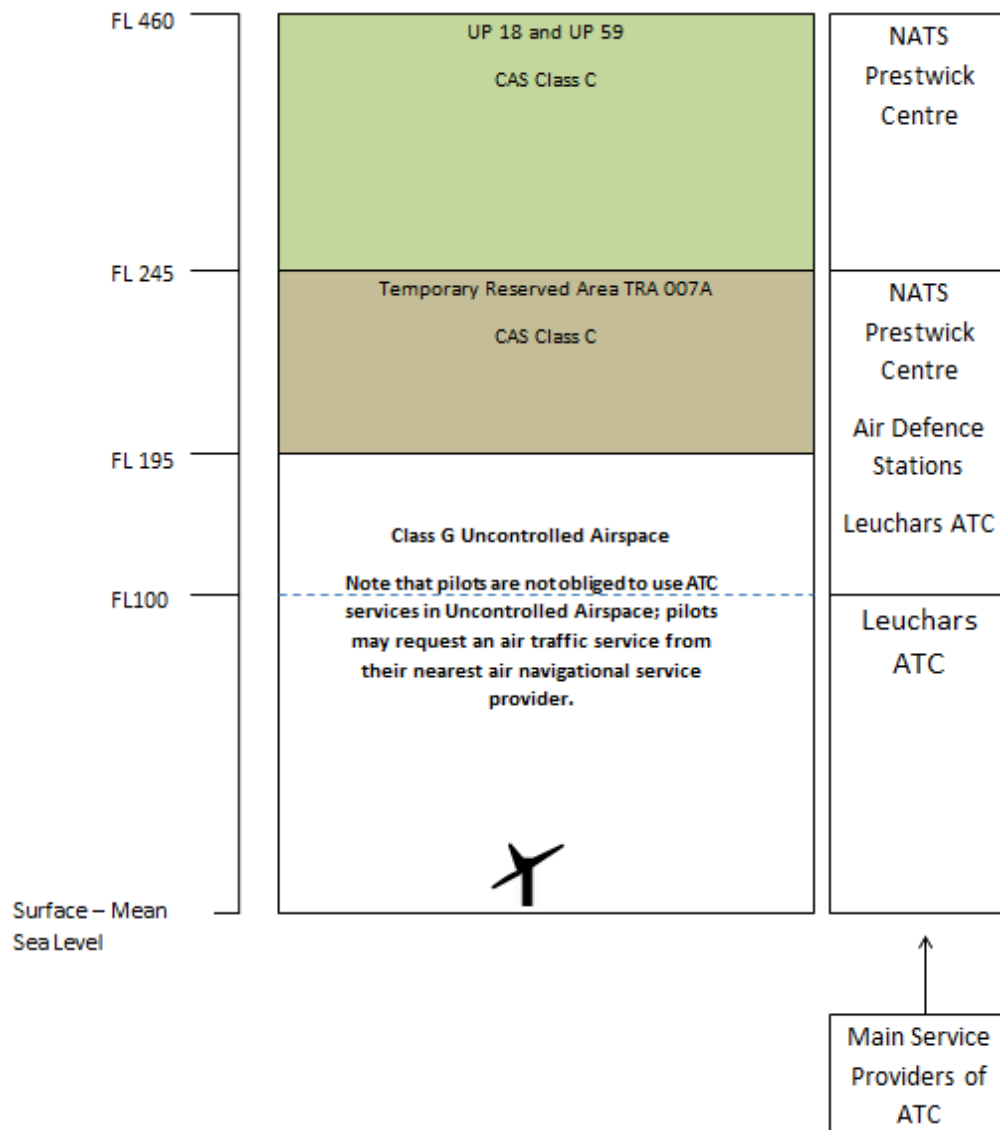 FL 460
UP 18 and UP 59
CAS Class C
NATS
Prestwick
Centre
FL 245
Temporary Reserved Area TRA 007A
CAS Class C
NATS
Prestwick
Centre
Air Defence
Stations
Leuchars ATC
FL 195
Class G Uncontrolled Airspace
Note that pilots are not obliged to use ATC
services in Uncontrolled Airspace; pilots
may request an air traffic service from
their nearest air navigational service
provider.
FL100
Leuchars
ATC
Surface – Mean
Sea Level
Main Service
Providers of
ATC